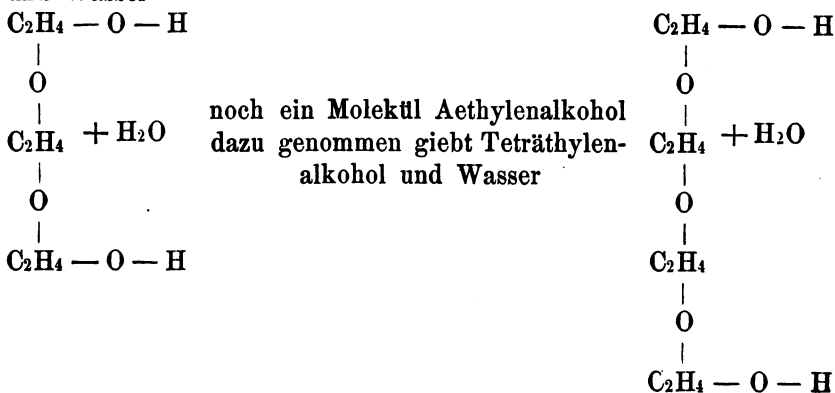 C₂H₄ — O — H
|
O
|
C₂H₄ + H₂O
|
O
|
C₂H₄ — O — H
noch ein Molekül Aethylenalkohol
dazu genommen giebt Teträthylen-
alkohol und Wasser
C₂H₄ — O — H
|
O
|
C₂H₄ + H₂O
|
O
|
C₂H₄
|
O
|
C₂H₄ — O — H